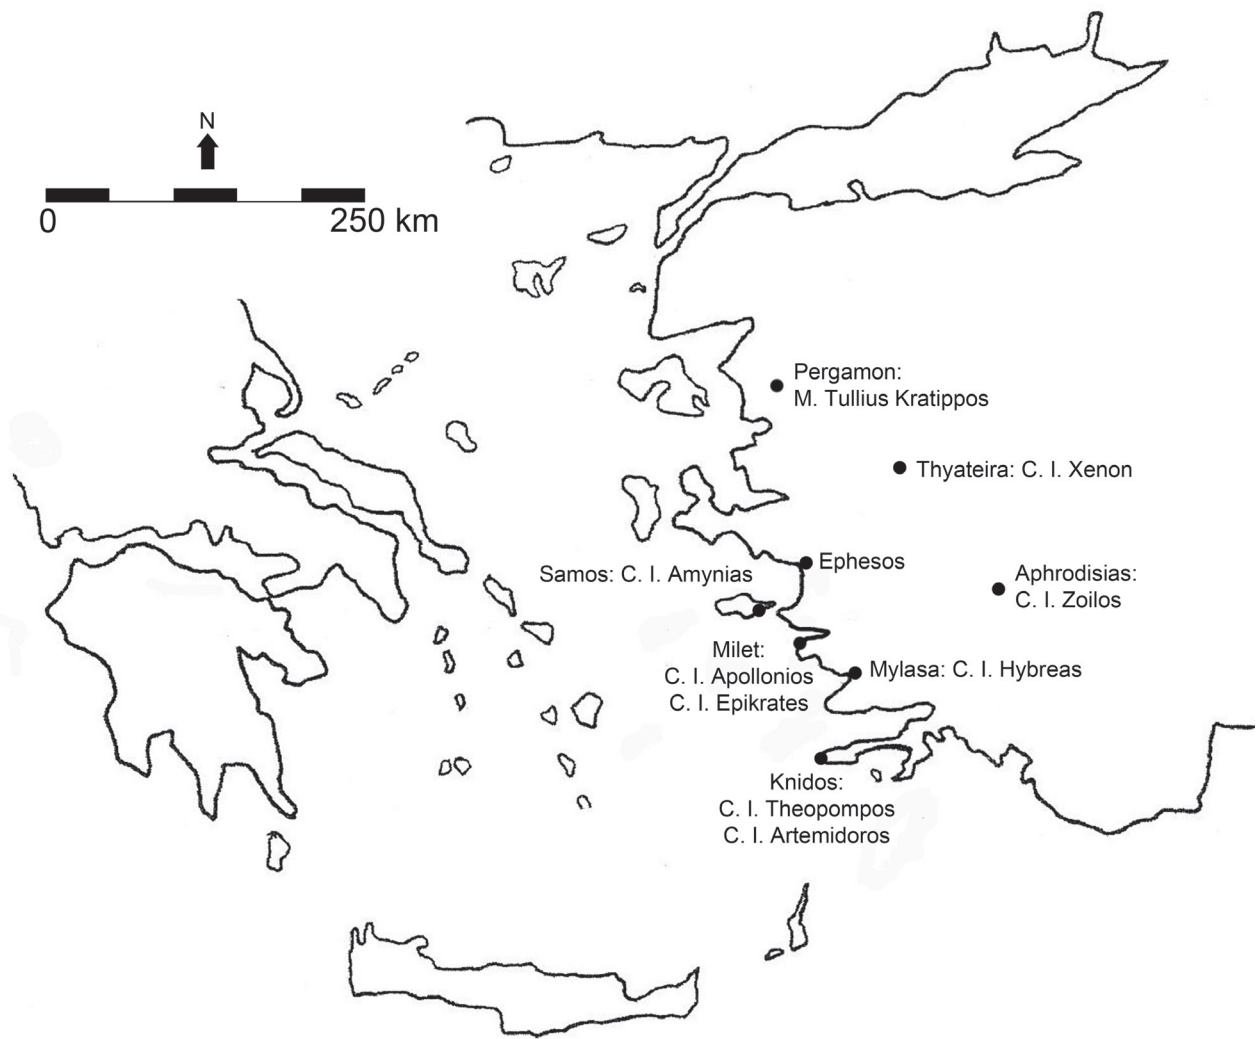 N
0
250 km
Pergamon:
M. Tullius Kratippos
Thyateira: C. I. Xenon
Ephesos
Samos: C. I. Amynias
Aphrodisias:
C. I. Zoilos
Milet:
C. I. Apollonios
C. I. Epikrates
Mylasa: C. I. Hybreas
Knidos:
C. I. Theopompos
C. I. Artemidoros